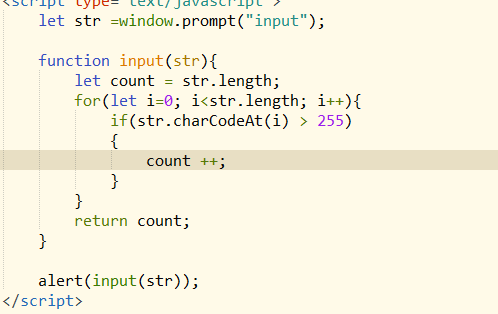 <script type="text/javascript">
let str =window.prompt("input");
function input(str){
let count = str.length;
for(let i=0; i<str.length; i++){
if(str.charCodeAt(i) > 255)
{
count ++;
}
}
return count;
}
alert(input(str));
</script>